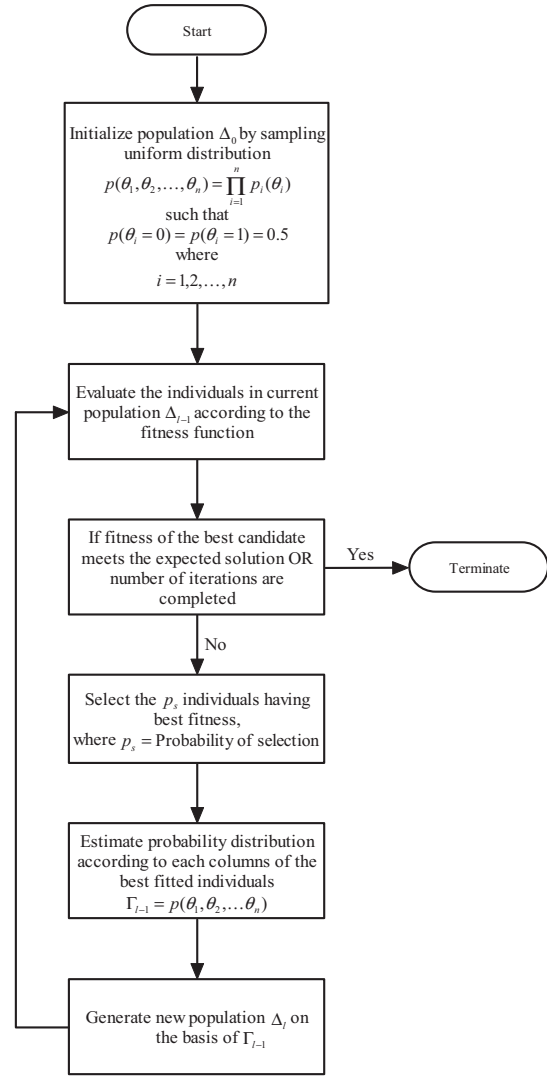 Start
Initialize population Δ₀ by sampling
uniform distribution
p(θ₁,θ₂,…,θₙ) = ∏ⁿᵢ₌₁ pᵢ(θᵢ)
such that
p(θᵢ = 0) = p(θᵢ = 1) = 0.5
where
i = 1,2,…,n
Evaluate the individuals in current
population Δₗ₋₁ according to the
fitness function
If fitness of the best candidate
meets the expected solution OR
number of iterations are
completed
Yes
Terminate
No
Select the pₛ individuals having
best fitness,
where pₛ = Probability of selection
Estimate probability distribution
according to each columns of the
best fitted individuals
Γₗ₋₁ = p(θ₁,θ₂,…θₙ)
Generate new population Δₗ on
the basis of Γₗ₋₁